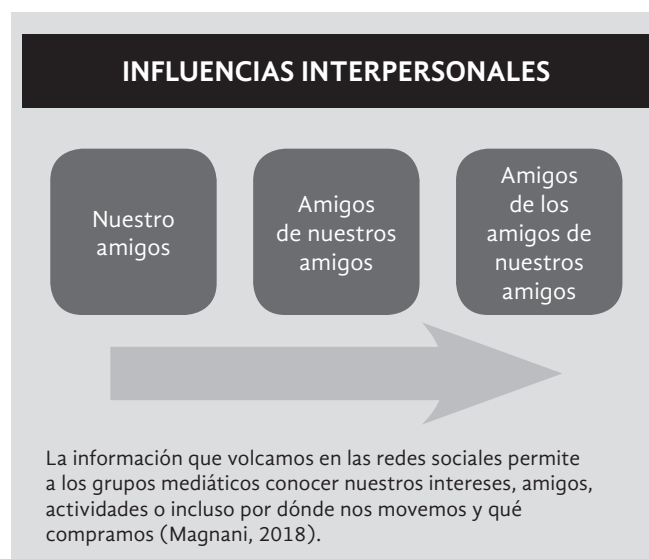 INFLUENCIAS INTERPERSONALES
Nuestro
amigos
Amigos
de nuestros
amigos
Amigos
de los
amigos de
nuestros
amigos
La información que volcamos en las redes sociales permite
a los grupos mediáticos conocer nuestros intereses, amigos,
actividades o incluso por dónde nos movemos y qué
compramos (Magnani, 2018).